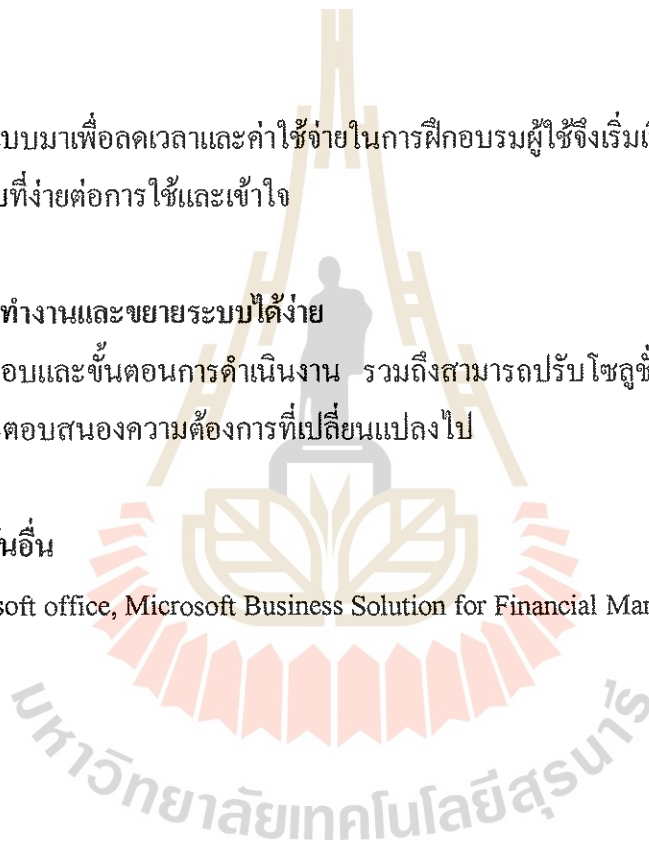 แบบมาเพื่อลดเวลาและค่าใช้จ่ายในการฝึกอบรมผู้ใช้จึงเริ่ม
ที่ง่ายต่อการใช้และเข้าใจ
ทำงานและขยายระบบได้ง่าย
อบและขั้นตอนการดำเนินงาน รวมถึงสามารถปรับโซลูชั่
ตอบสนองความต้องการที่เปลี่ยนแปลงไป
นอื่น
soft office, Microsoft Business Solution for Financial Man
มหาวิทยาลัยเทคโนโลยีสุรนารี